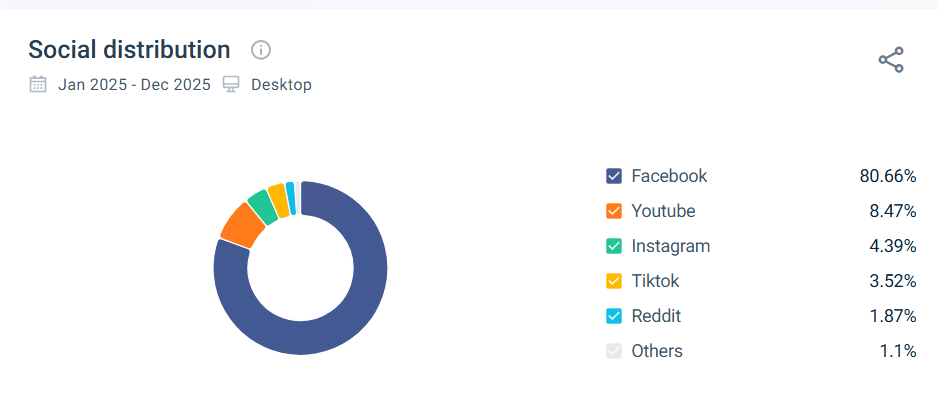 Social distribution
Jan 2025 - Dec 2025 Desktop
Facebook 80.66%
Youtube 8.47%
Instagram 4.39%
Tiktok 3.52%
Reddit 1.87%
Others 1.1%